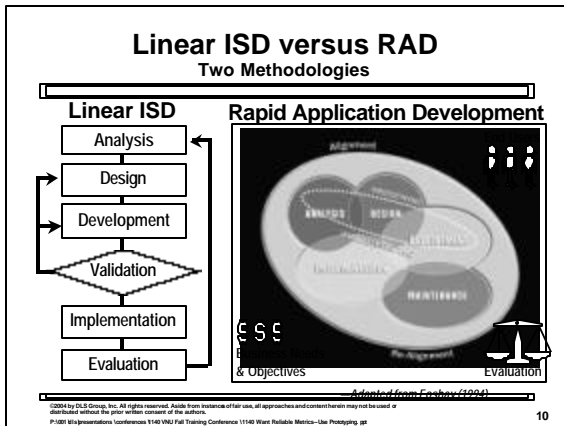 Linear ISD versus RAD
Two Methodologies
Linear ISD
Analysis
Design
Development
Validation
Implementation
Evaluation
Rapid Application Development
Alignment
ANALYSIS
DESIGN
MAINTENANCE
Re-Alignment
$ $ $
Business Needs
& Objectives
Evaluation
—Adapted from Foshay (1994)
©2004 by DLS Group, Inc. All rights reserved. Aside from instances of fair use, all approaches and content herein may not be used or
distributed without the prior written consent of the authors.
10